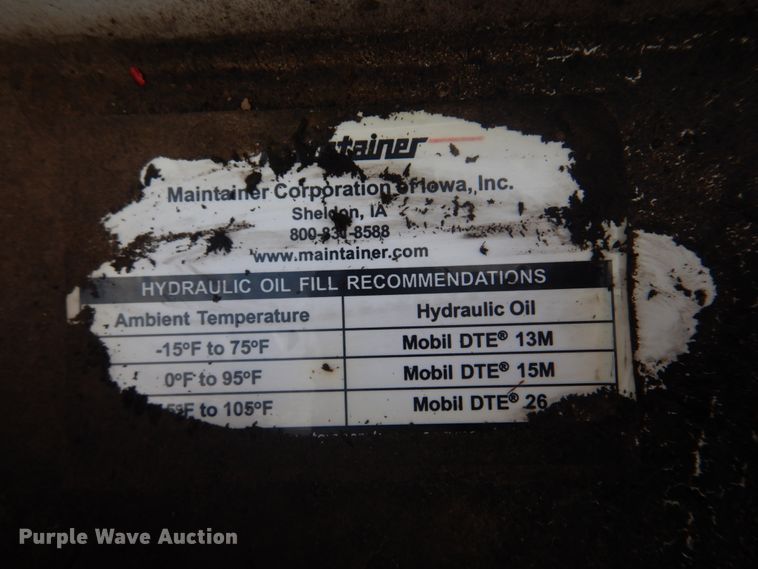 Maintainer Corporation of Iowa, Inc.
Sheldon, IA
www.maintainer.com
HYDRAULIC OIL FILL RECOMMENDATIONS
Ambient Temperature Hydraulic Oil
-15ºF to 75ºF Mobil DTE® 13M
0ºF to 95ºF Mobil DTE® 15M
to 105ºF Mobil DTE® 26
Purple Wave Auction